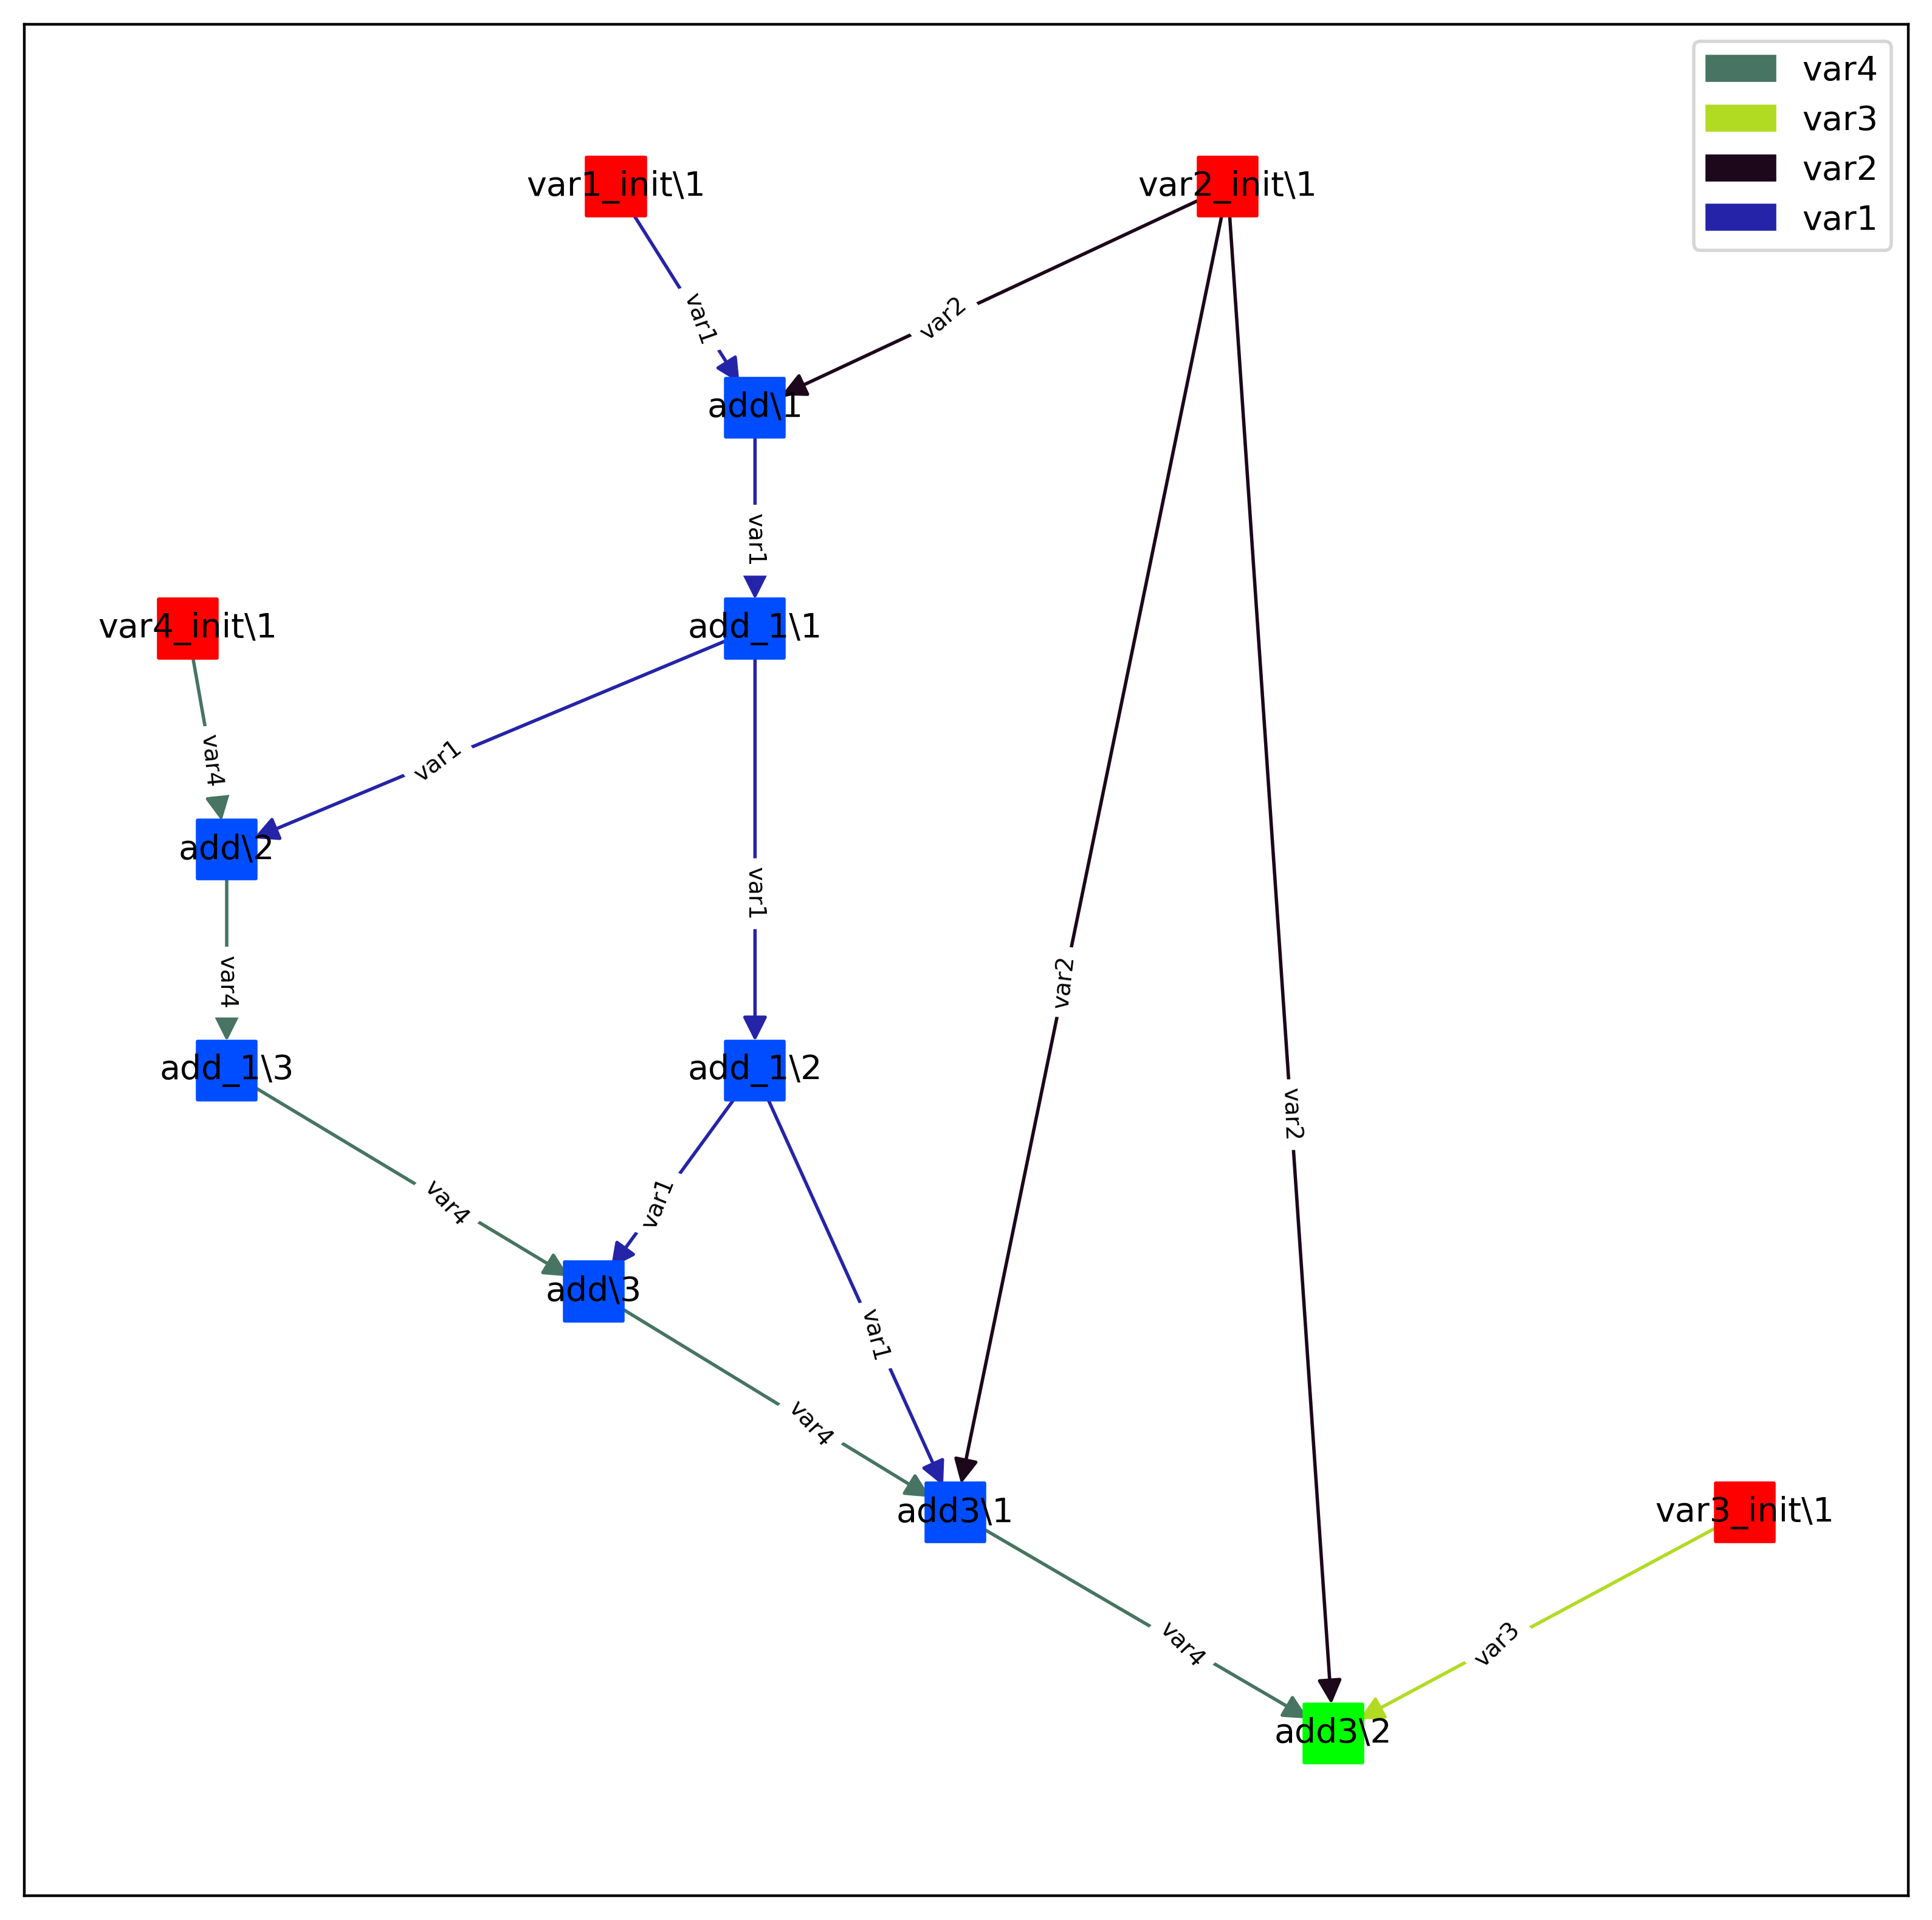 var4
var3
var2
var1
var1_init\1
var2_init\1
var1
var2
add\1
var1
var4_init\1
add_1\1
var4
var1
add\2
var1
var4
var2
add_1\3
add_1\2
var2
var4
var1
add\3
var1
var4
add3\1
var3_init\1
var4
var3
add3\2